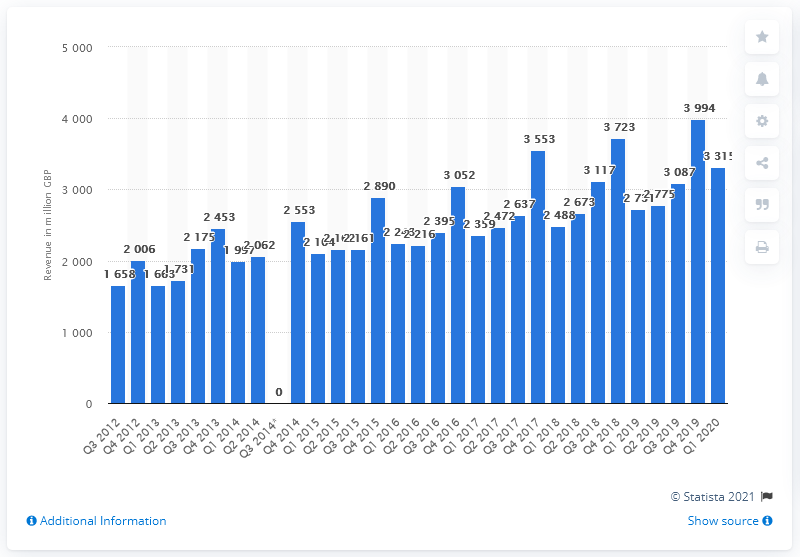 5 000
4 000
3 000
2 000
1 000
0
Revenue in million GBP
1 658
2 006
1 663
1 731
2 175
2 453
1 997
2 062
0
2 553
2 104
2 161
2 890
2 216
2 395
3 052
2 359
2 472
2 637
3 553
2 488
2 673
3 117
3 723
2 731
2 775
3 087
3 994
3 315
Q3 2012
Q4 2012
Q1 2013
Q2 2013
Q3 2013
Q4 2013
Q1 2014
Q2 2014
Q3 2014*
Q4 2014
Q1 2015
Q2 2015
Q3 2015
Q4 2015
Q1 2016
Q2 2016
Q3 2016
Q4 2016
Q1 2017
Q2 2017
Q3 2017
Q4 2017
Q1 2018
Q2 2018
Q3 2018
Q4 2018
Q1 2019
Q2 2019
Q3 2019
Q4 2019
Q1 2020
© Statista 2021
Additional Information
Show source